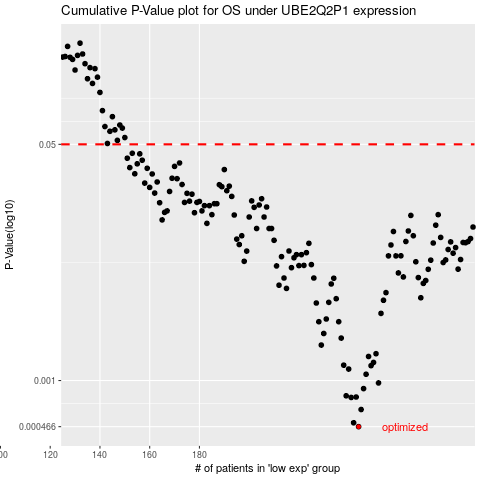 Cumulative P-Value plot for OS under UBE2Q2P1 expression
P-Value(log10)
0.05
0.001
0.000466
optimized
00 120 140 160 180
# of patients in 'low exp' group